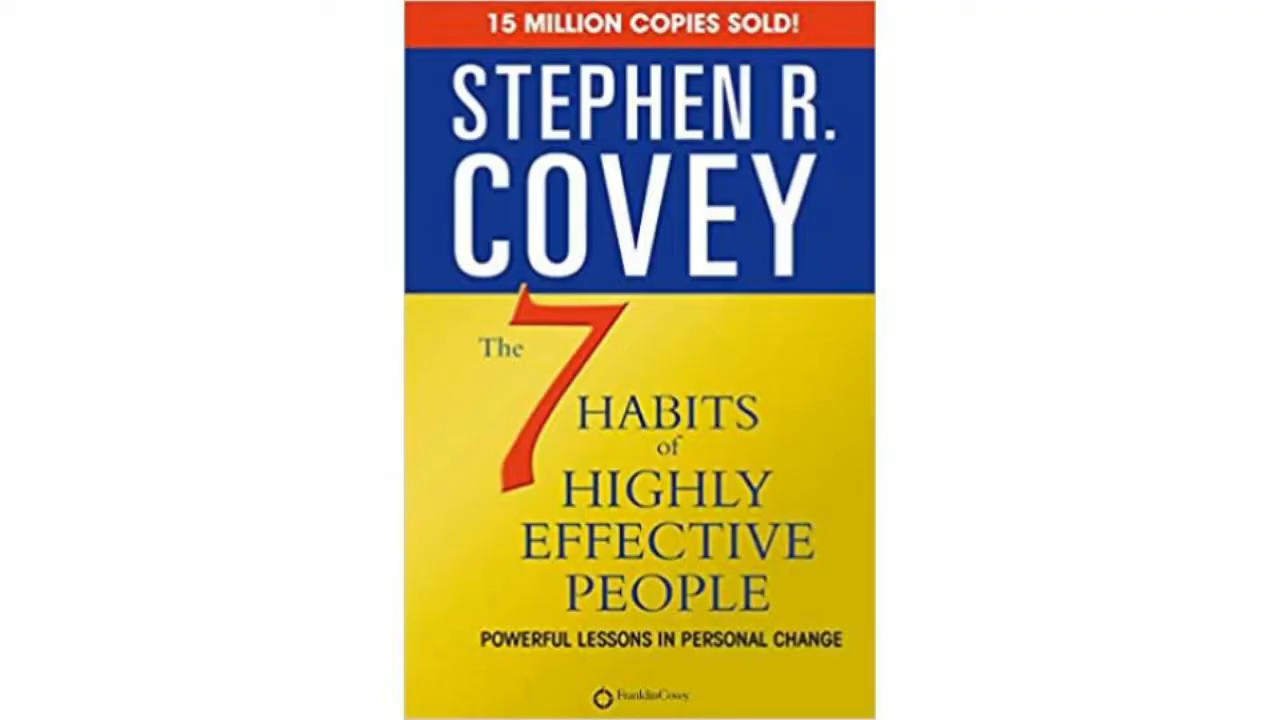 15 MILLION COPIES SOLD!
STEPHEN R.
COVEY
The 7
HABITS
of
HIGHLY
EFFECTIVE
PEOPLE
POWERFUL LESSONS IN PERSONAL CHANGE
FranklinCovey